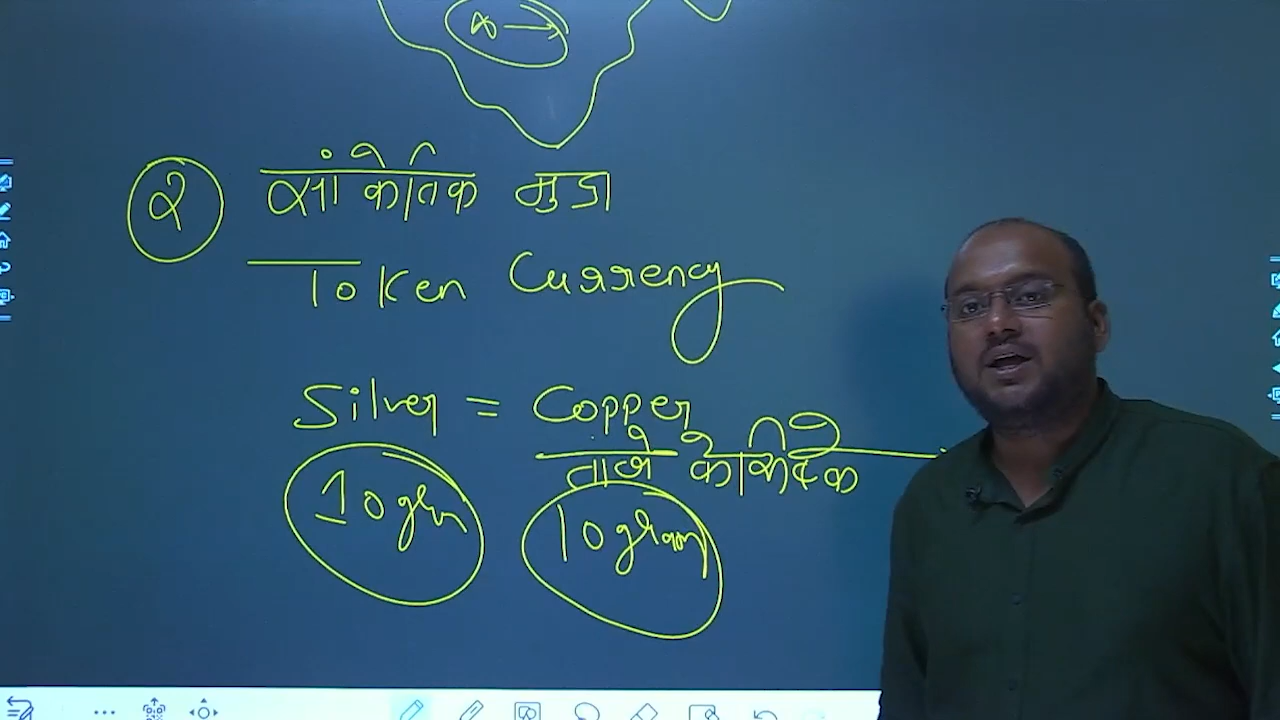 २ सांकेतिक मुद्रा
Token Currency
Silver = Copper
तांबे के सिक्के
10 gm 10 gram